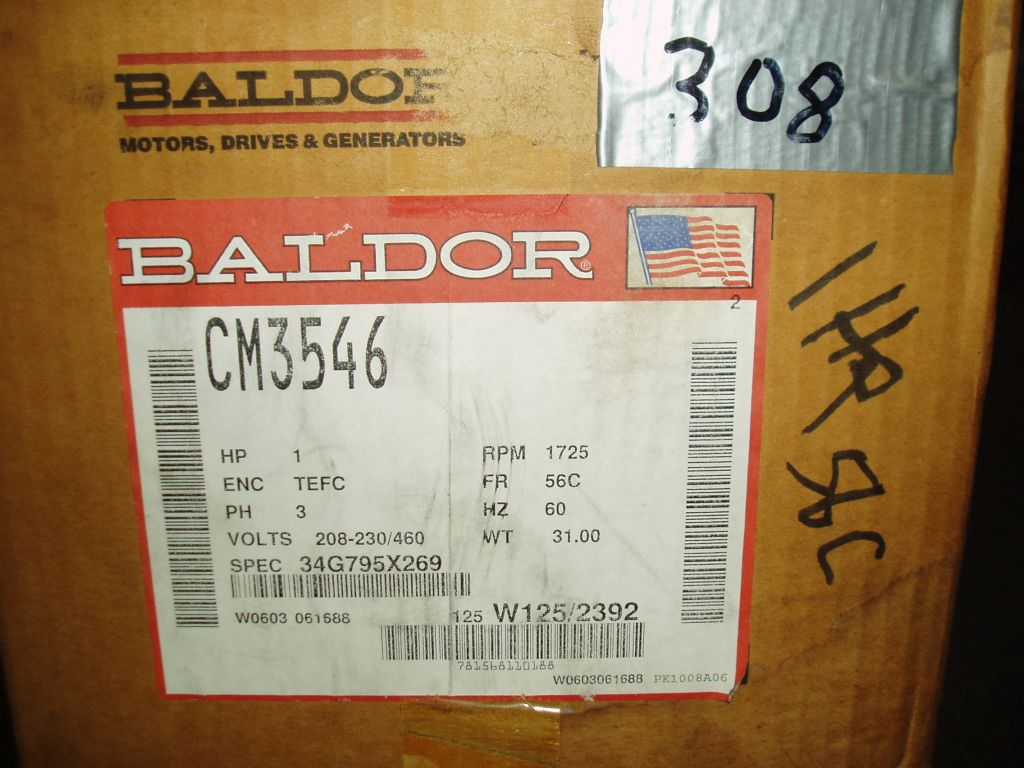 BALDOR
MOTORS, DRIVES & GENERATORS
308
BALDOR®
2
CM3546
HP 1
RPM 1725
ENC TEFC
FR 56C
PH 3
HZ 60
VOLTS 208-230/460
WT 31.00
SPEC 34G795X269
W0603 061688
125 W125/2392
781568110188
W0603061688 PK1008A06
1 HP
56C